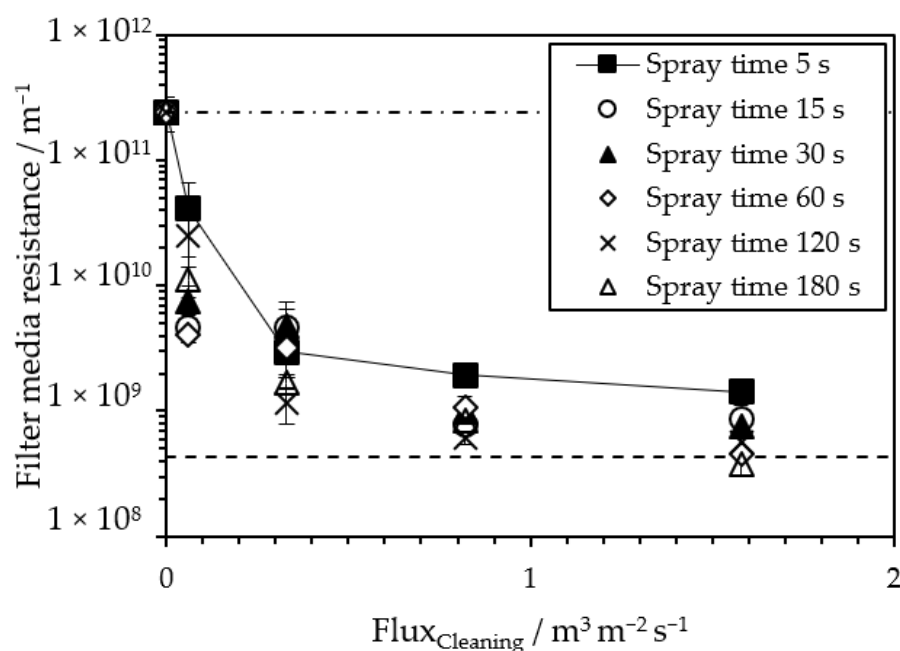 1 × 10¹²
1 × 10¹¹
1 × 10¹⁰
1 × 10⁹
1 × 10⁸
Filter media resistance / m⁻¹
Spray time 5 s
Spray time 15 s
Spray time 30 s
Spray time 60 s
Spray time 120 s
Spray time 180 s
0
1
2
Flux_Cleaning / m³ m⁻² s⁻¹